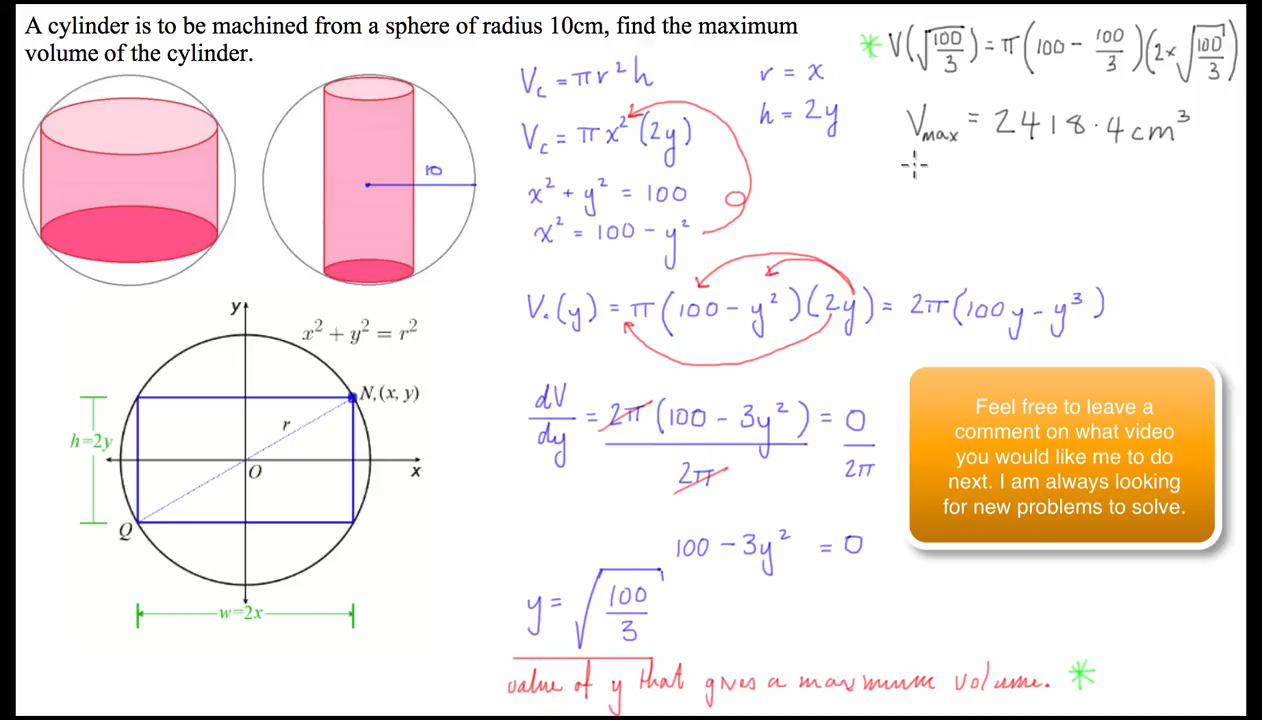 A cylinder is to be machined from a sphere of radius 10cm, find the maximum
volume of the cylinder.
10
y
x² + y² = r²
N,(x, y)
r
h=2y
O
x
Q
w=2x
V_c = πr²h
r = x
h = 2y
V_c = πx²(2y)
x² + y² = 100
x² = 100 - y²
V.(y) = π(100 - y²)(2y) = 2π(100y - y³)
dV/dy = 2π(100 - 3y²)/2π = 0/2π
100 - 3y² = 0
y = √(100/3)
value of y that gives a maximum volume. *
* V(√(100/3)) = π(100 - 100/3)(2×√(100/3))
V_max = 2418.4cm³
Feel free to leave a
comment on what video
you would like me to do
next. I am always looking
for new problems to solve.